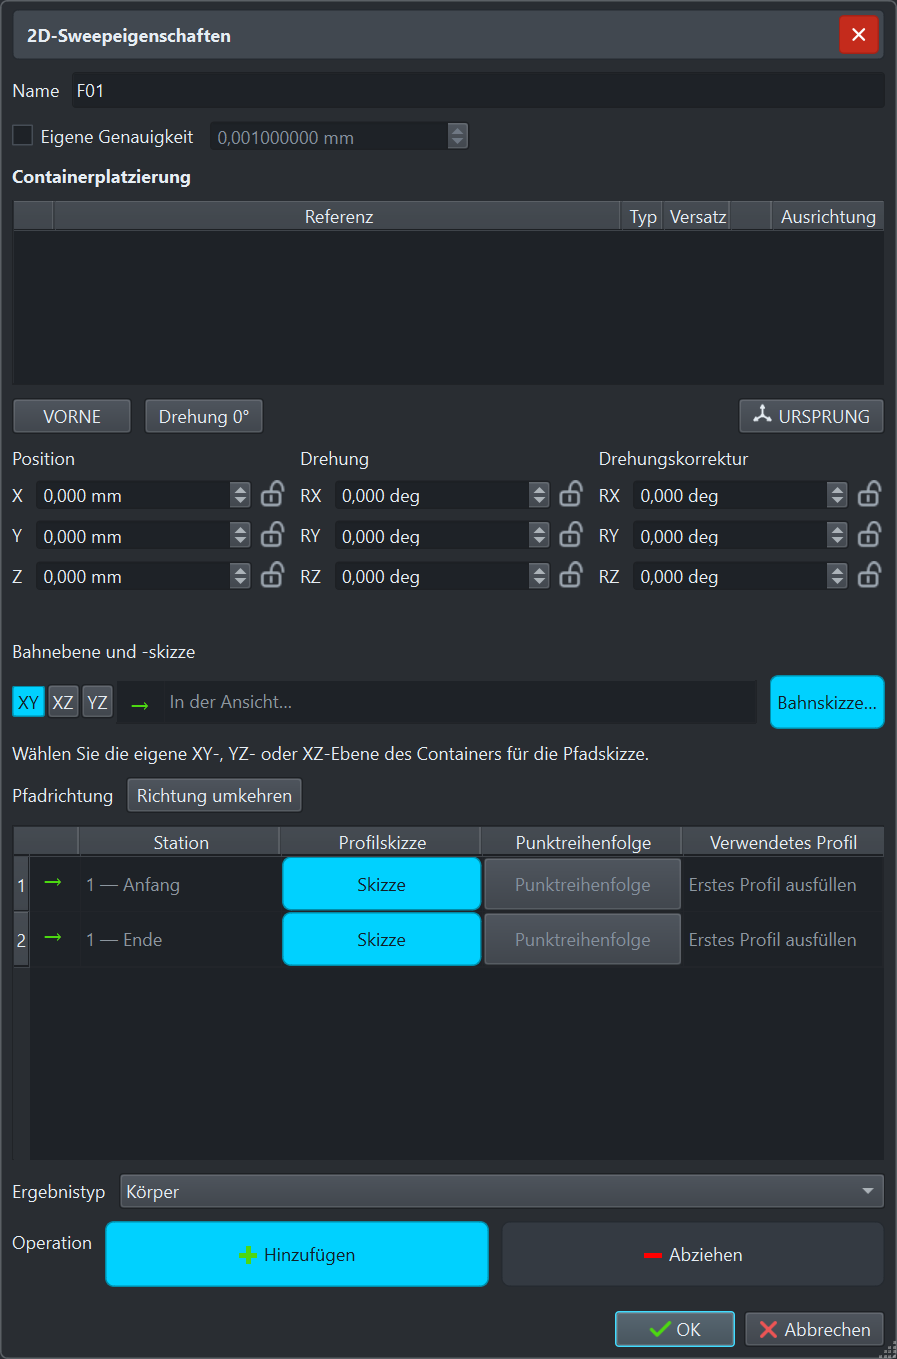 2D-Sweepeigenschaften
Name F01
Eigene Genauigkeit 0,001000000 mm
Containerplatzierung
Referenz Typ Versatz Ausrichtung
VORNE Drehung 0° URSPRUNG
Position Drehung Drehungskorrektur
X 0,000 mm RX 0,000 deg RX 0,000 deg
Y 0,000 mm RY 0,000 deg RY 0,000 deg
Z 0,000 mm RZ 0,000 deg RZ 0,000 deg
Bahnebene und -skizze
XY XZ YZ → In der Ansicht... Bahnskizze...
Wählen Sie die eigene XY-, YZ- oder XZ-Ebene des Containers für die Pfadskizze.
Pfadrichtung Richtung umkehren
Station Profilskizze Punktreihenfolge Verwendetes Profil
1 → 1 — Anfang Skizze Punktreihenfolge Erstes Profil ausfüllen
2 → 1 — Ende Skizze Punktreihenfolge Erstes Profil ausfüllen
Ergebnistyp Körper
Operation Hinzufügen Abziehen
OK Abbrechen